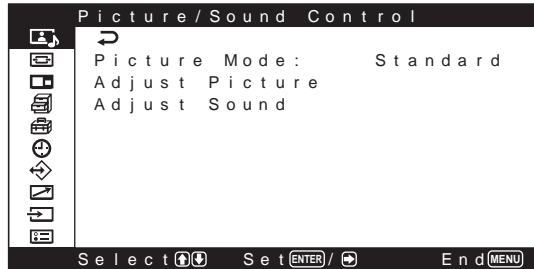 Picture/Sound Control
Picture Mode: Standard
Adjust Picture
Adjust Sound
Select Set ENTER / End MENU